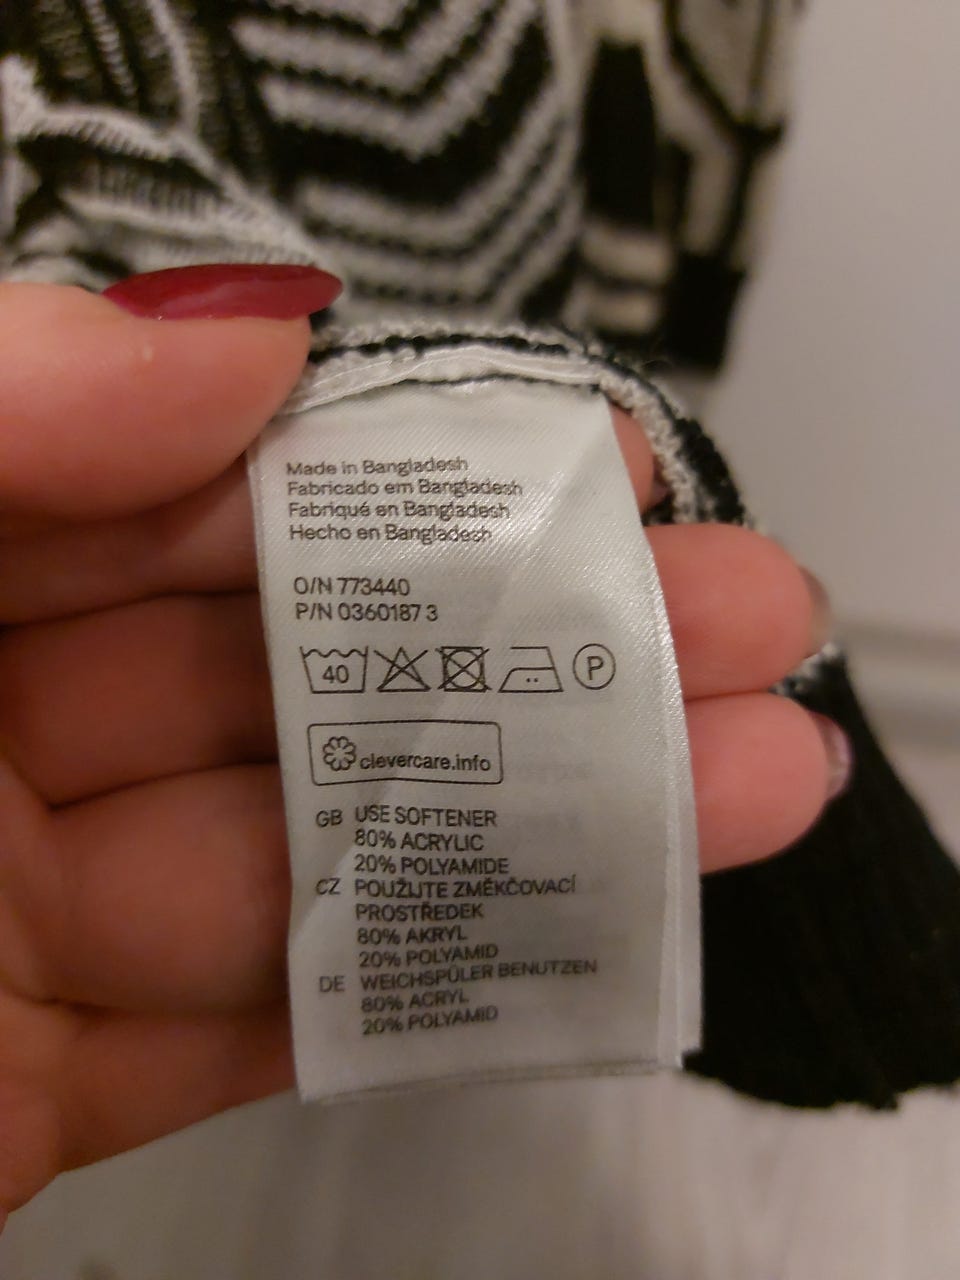 Made in Bangladesh
Fabricado em Bangladesh
Fabriqué en Bangladesh
Hecho en Bangladesh
O/N 773440
P/N 0360187 3
40 P
clevercare.info
GB USE SOFTENER
80% ACRYLIC
20% POLYAMIDE
CZ POUŽIJTE ZMĚKČOVACÍ
PROSTŘEDEK
80% AKRYL
20% POLYAMID
DE WEICHSPÜLER BENUTZEN
80% ACRYL
20% POLYAMID